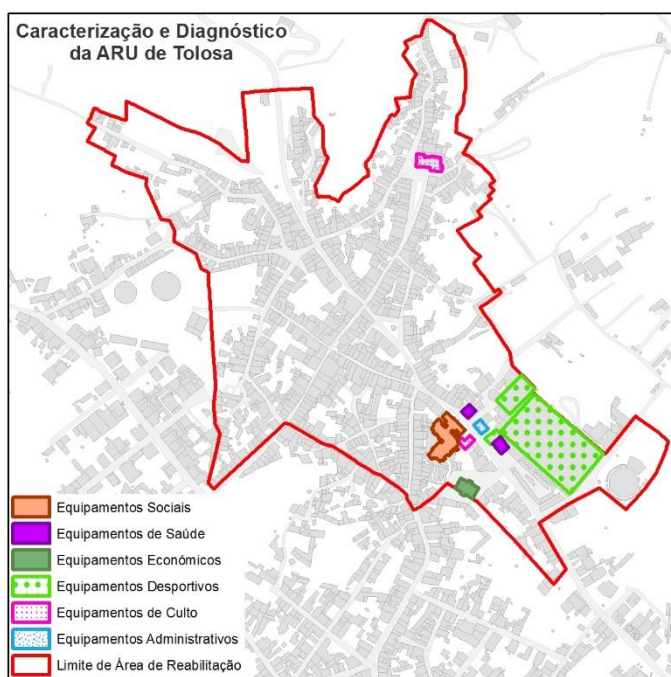 Caracterização e Diagnóstico
da ARU de Tolosa
Equipamentos Sociais
Equipamentos de Saúde
Equipamentos Económicos
Equipamentos Desportivos
Equipamentos de Culto
Equipamentos Administrativos
Limite de Área de Reabilitação